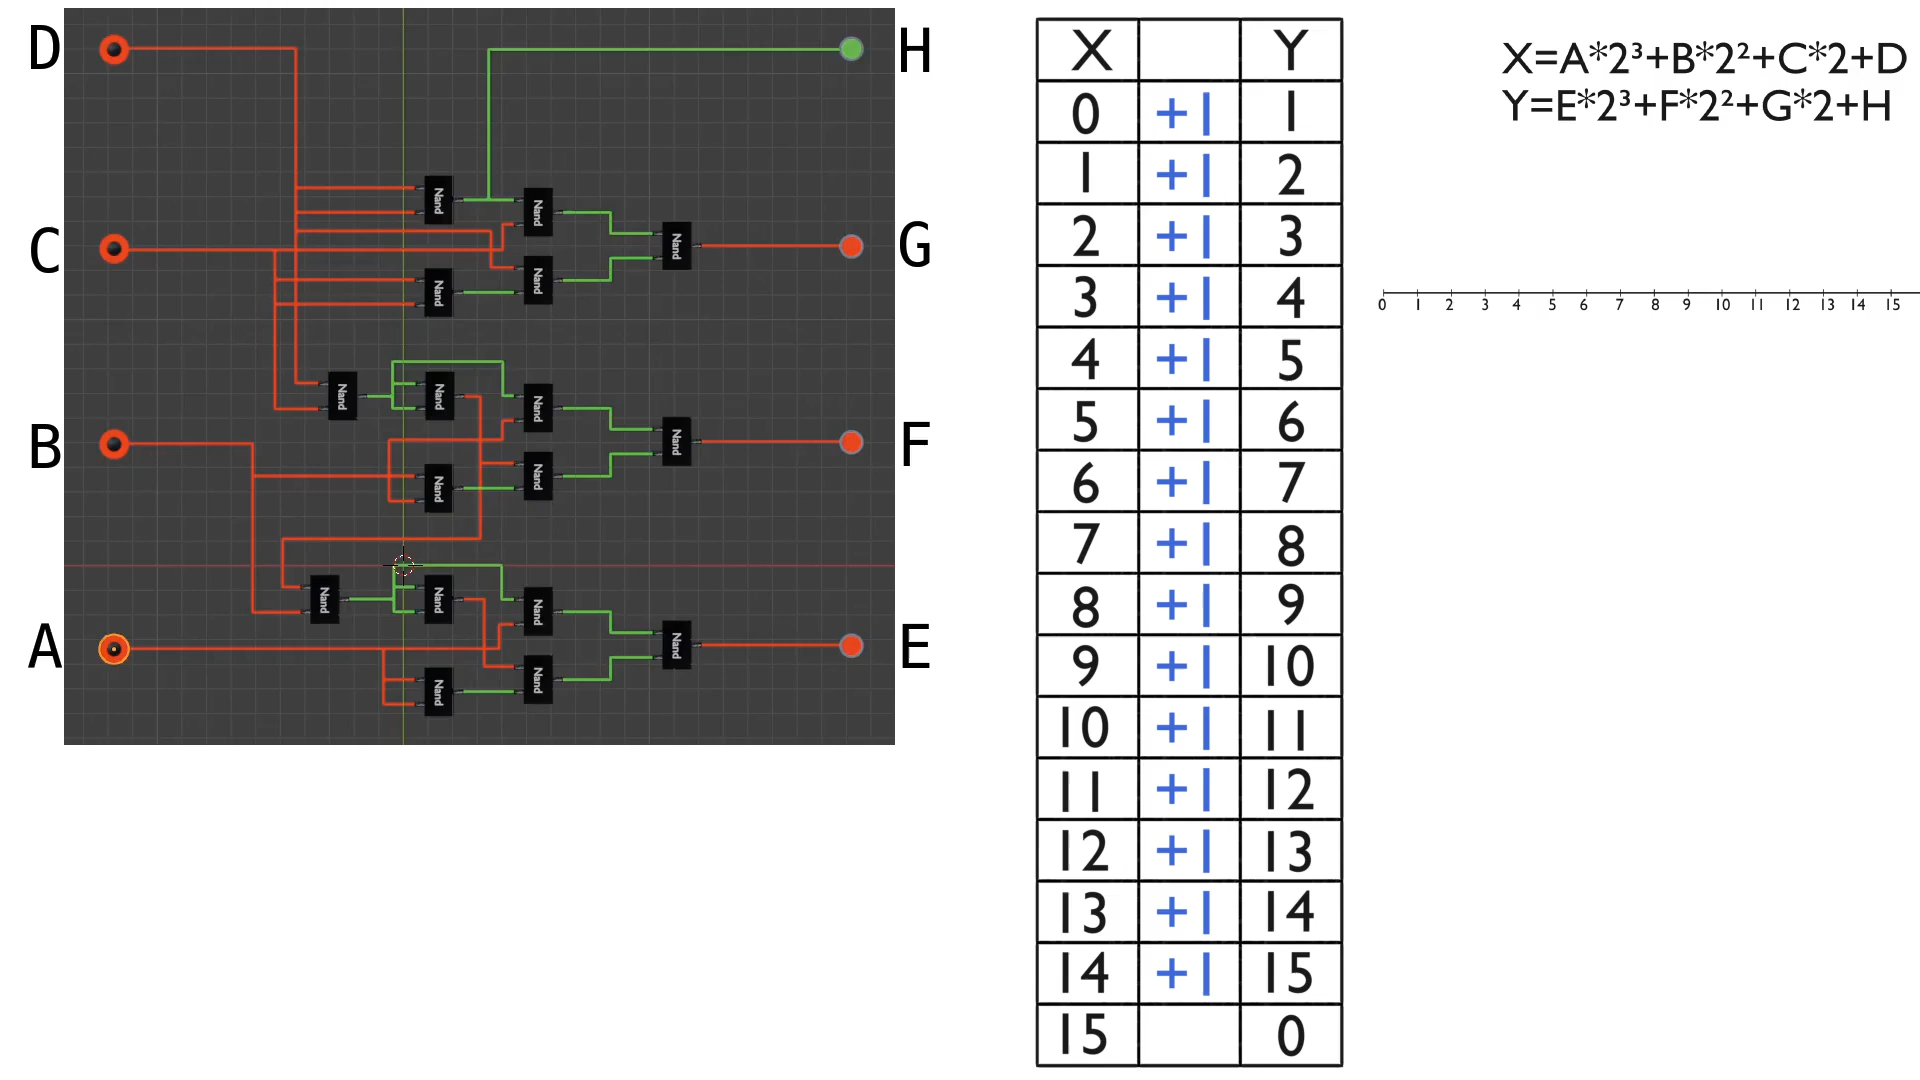 D
H
Nand
Nand
C
Nand
G
Nand
Nand
Nand
Nand
Nand
B
Nand
F
Nand
Nand
Nand
Nand
Nand
A
Nand
E
Nand
Nand
X Y
0 +1 1
1 +1 2
2 +1 3
3 +1 4
4 +1 5
5 +1 6
6 +1 7
7 +1 8
8 +1 9
9 +1 10
10 +1 11
11 +1 12
12 +1 13
13 +1 14
14 +1 15
15 0
X=A*2³+B*2²+C*2+D
Y=E*2³+F*2²+G*2+H
0 1 2 3 4 5 6 7 8 9 10 11 12 13 14 15